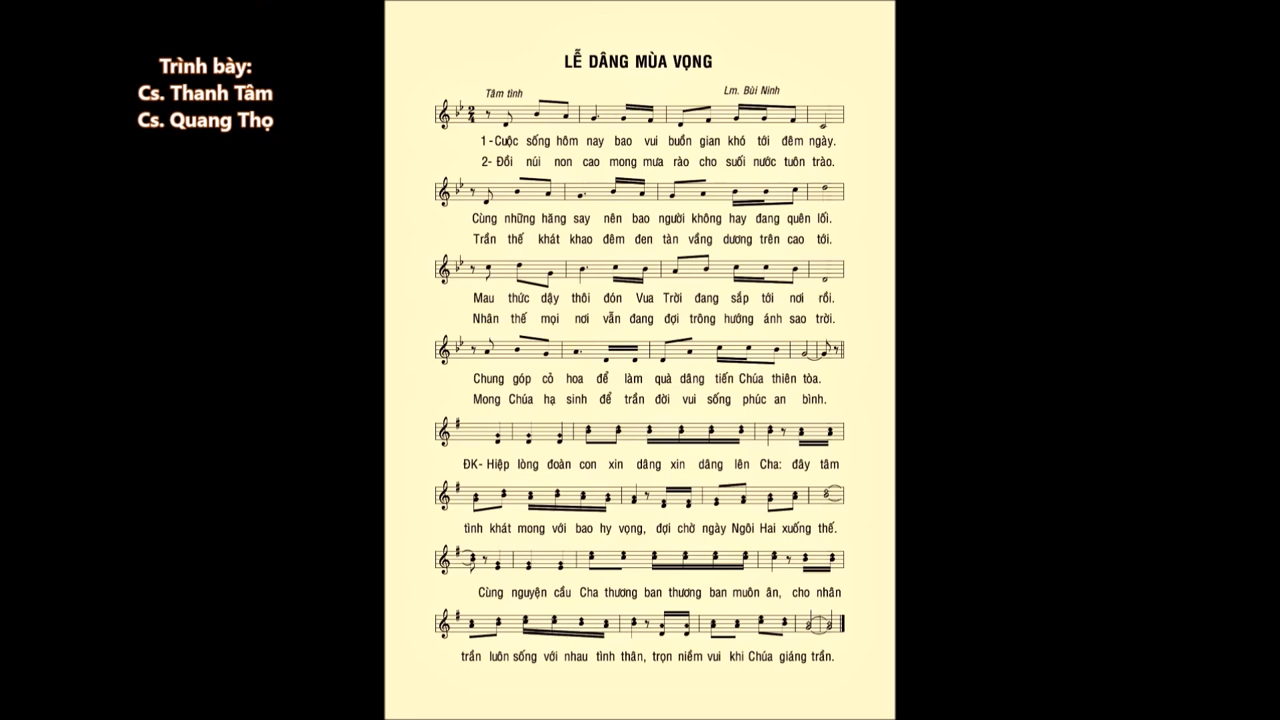 Trình bày:
Cs. Thanh Tâm
Cs. Quang Thọ
LỄ DÂNG MÙA VỌNG
Tâm tình
Lm. Bùi Ninh
1 -Cuộc sống hôm nay bao vui buồn gian khó tới đêm ngày.
2- Đồi núi non cao mong mưa rào cho suối nước tuôn trào.
Cùng những hăng say nên bao người không hay đang quên lối.
Trần thế khát khao đêm đen tàn vầng dương trên cao tới.
Mau thức dậy thôi đón Vua Trời đang sắp tới nơi rồi.
Nhân thế mọi nơi vẫn đang đợi trông hướng ánh sao trời.
Chung góp cỏ hoa để làm quà dâng tiến Chúa thiên tòa.
Mong Chúa hạ sinh để trần đời vui sống phúc an bình.
ĐK- Hiệp lòng đoàn con xin dâng xin dâng lên Cha: đây tâm
tình khát mong với bao hy vọng, đợi chờ ngày Ngôi Hai xuống thế.
Cùng nguyện cầu Cha thương ban thương ban muôn ân, cho nhân
trần luôn sống với nhau tình thân, trọn niềm vui khi Chúa giáng trần.